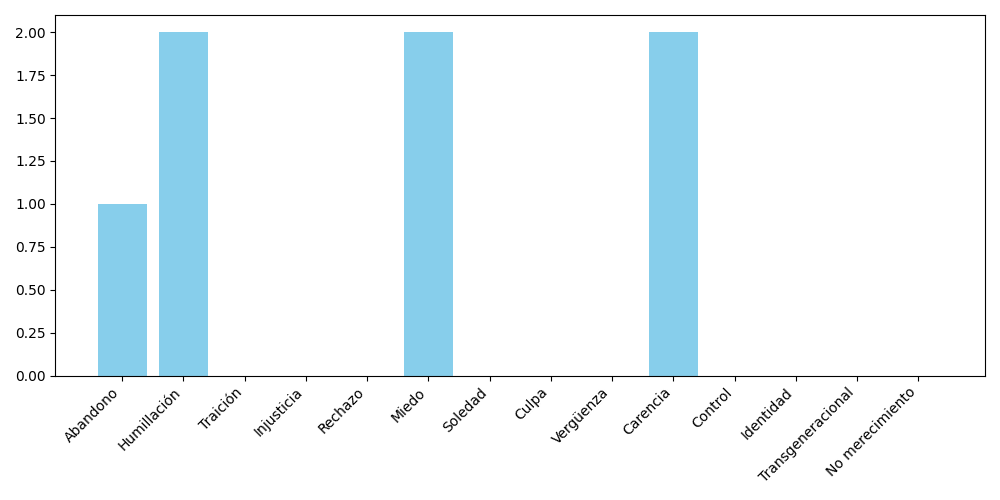 2.00
1.75
1.50
1.25
1.00
0.75
0.50
0.25
0.00
Abandono
Humillación
Traición
Injusticia
Rechazo
Miedo
Soledad
Culpa
Vergüenza
Carencia
Control
Identidad
Transgeneracional
No merecimiento